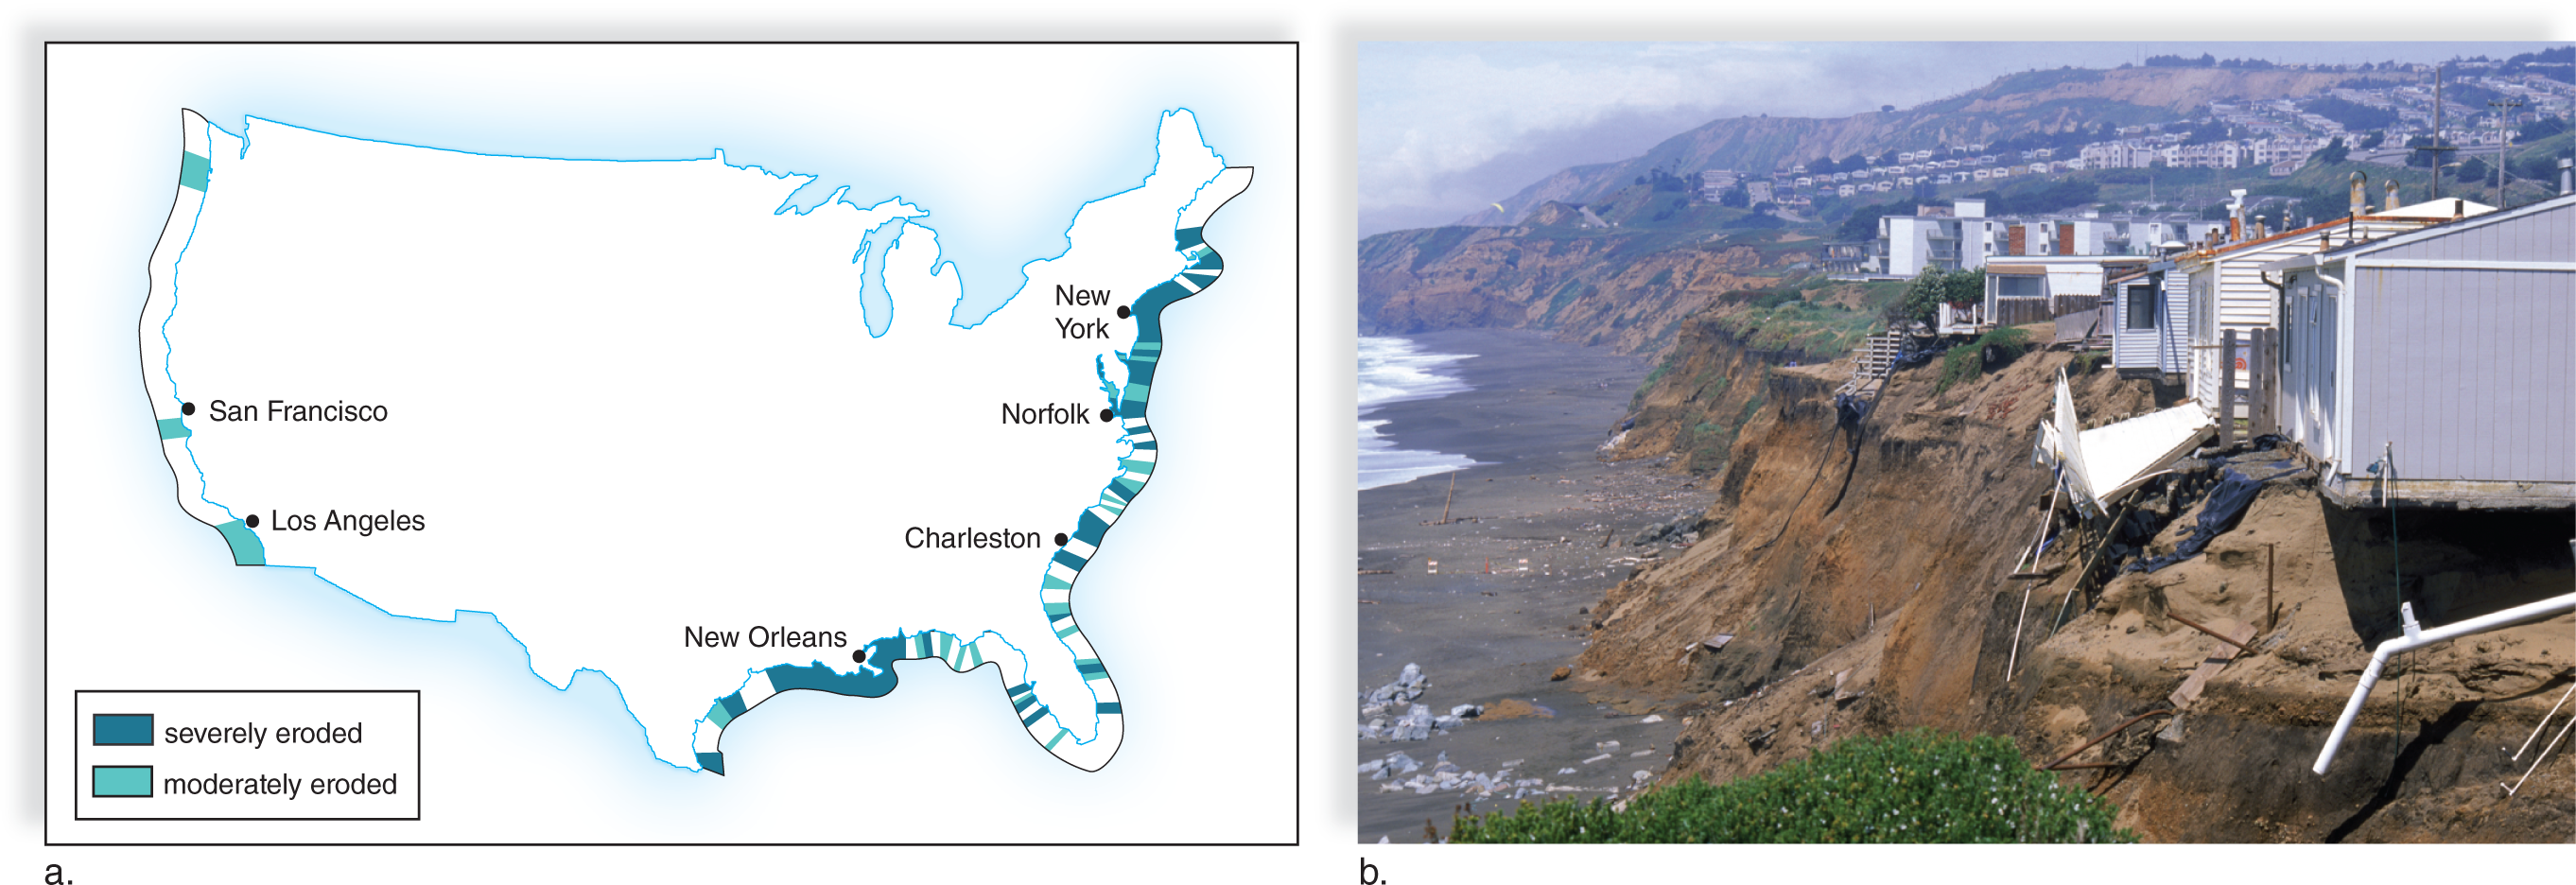 New
York
San Francisco
Norfolk
Los Angeles
Charleston
New Orleans
severely eroded
moderately eroded
a.
b.